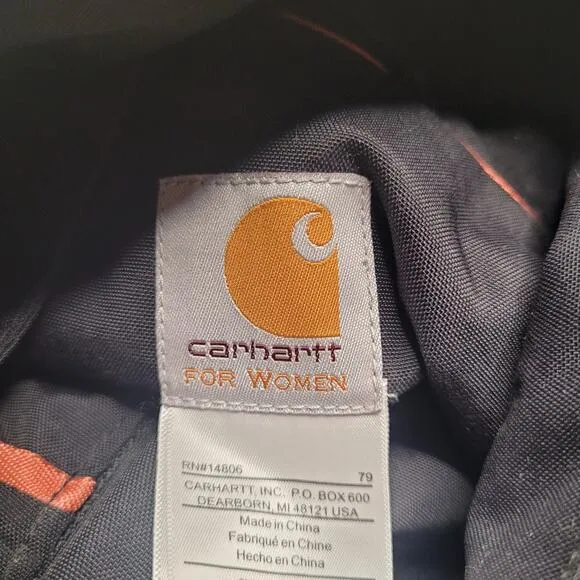 carhartt
FOR WOMEN
RN#14806 79
CARHARTT, INC. P.O. BOX 600
DEARBORN, MI 48121 USA
Made in China
Fabriqué en Chine
Hecho en China